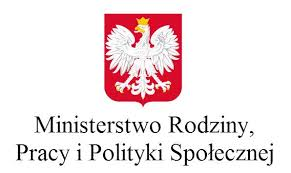 Ministerstwo Rodziny,
Pracy i Polityki Społecznej